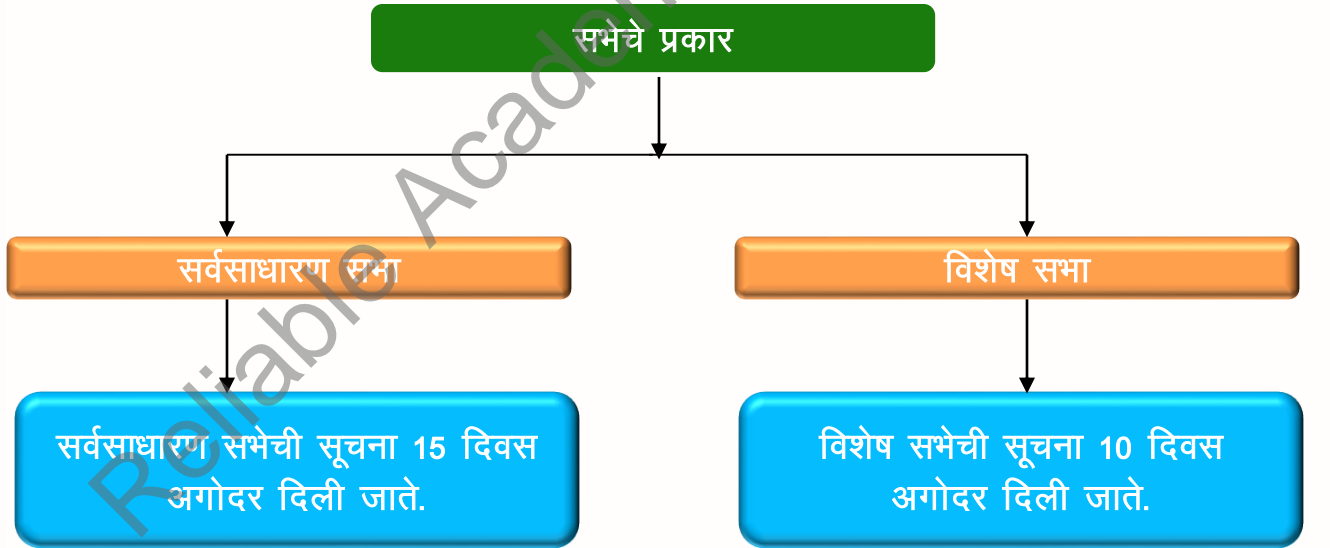 सभेचे प्रकार
सर्वसाधारण सभा
विशेष सभा
सर्वसाधारण सभेची सूचना 15 दिवस
अगोदर दिली जाते.
विशेष सभेची सूचना 10 दिवस
अगोदर दिली जाते.
Reliable Academ